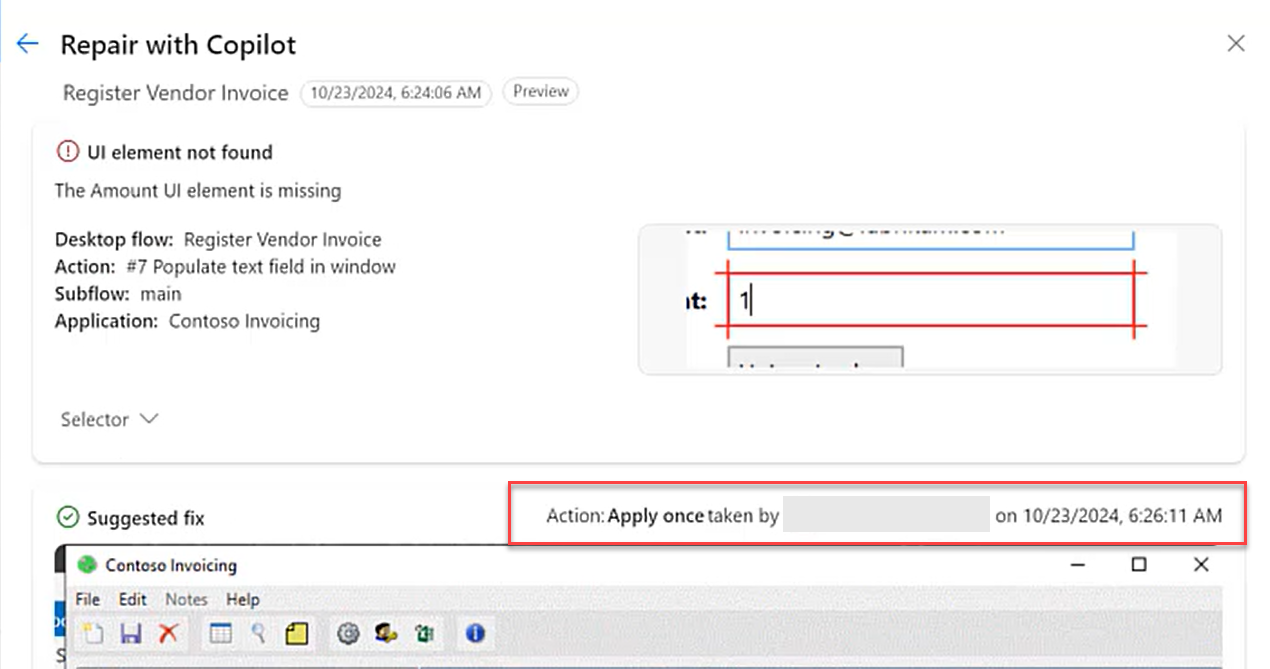 Repair with Copilot
Register Vendor Invoice 10/23/2024, 6:24:06 AM Preview
UI element not found
The Amount UI element is missing
Desktop flow: Register Vendor Invoice
Action: #7 Populate text field in window
Subflow: main
Application: Contoso Invoicing
nt: 1
Selector
Suggested fix
Action: Apply once taken by on 10/23/2024, 6:26:11 AM
Contoso Invoicing
File Edit Notes Help